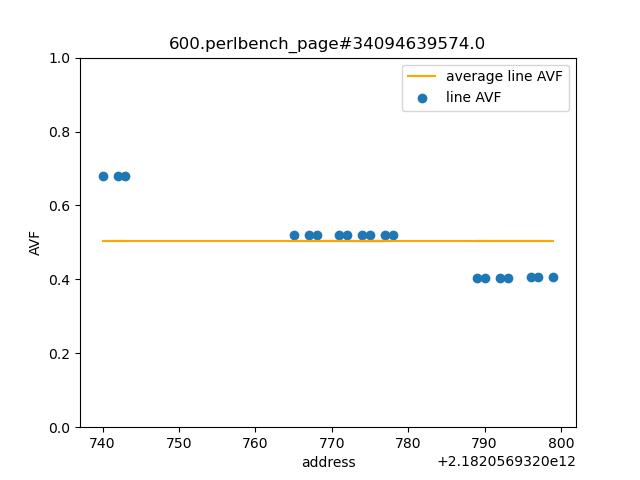 600.perlbench_page#34094639574.0
average line AVF
line AVF
AVF
1.0
0.8
0.6
0.4
0.2
0.0
740 750 760 770 780 790 800
address
+2.1820569320e12